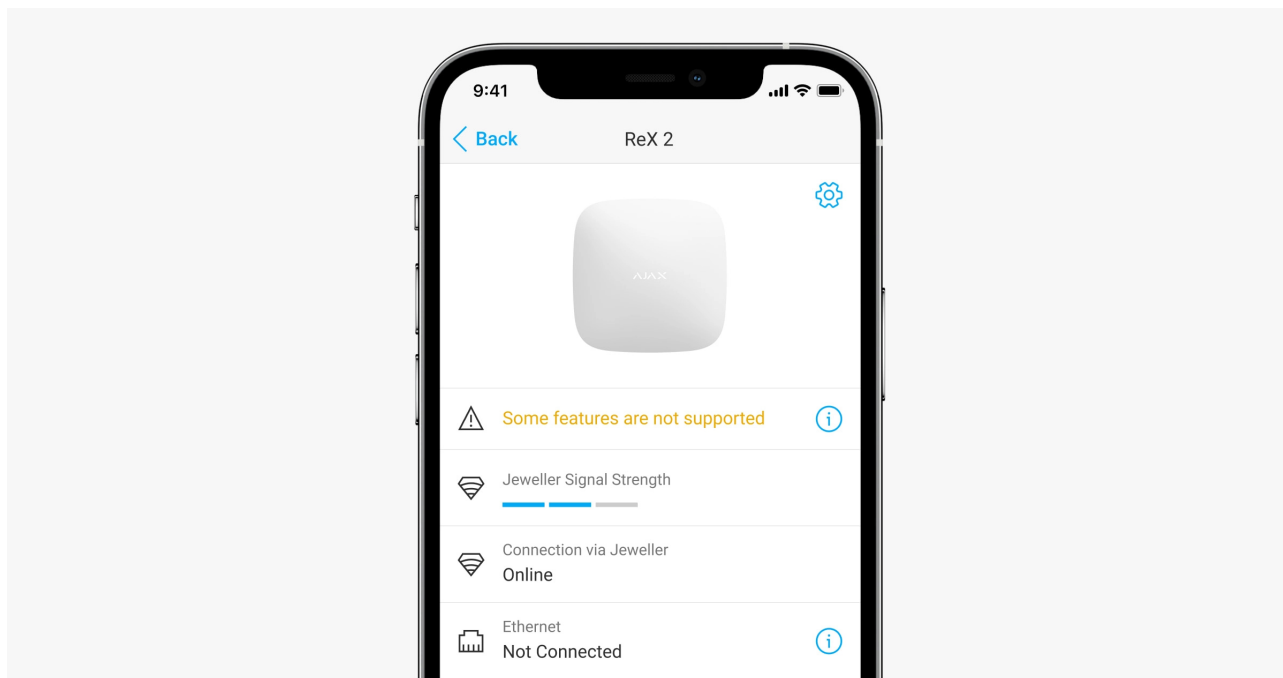 9:41
Back
ReX 2
AJAX
Some features are not supported
Jeweller Signal Strength
Connection via Jeweller
Online
Ethernet
Not Connected